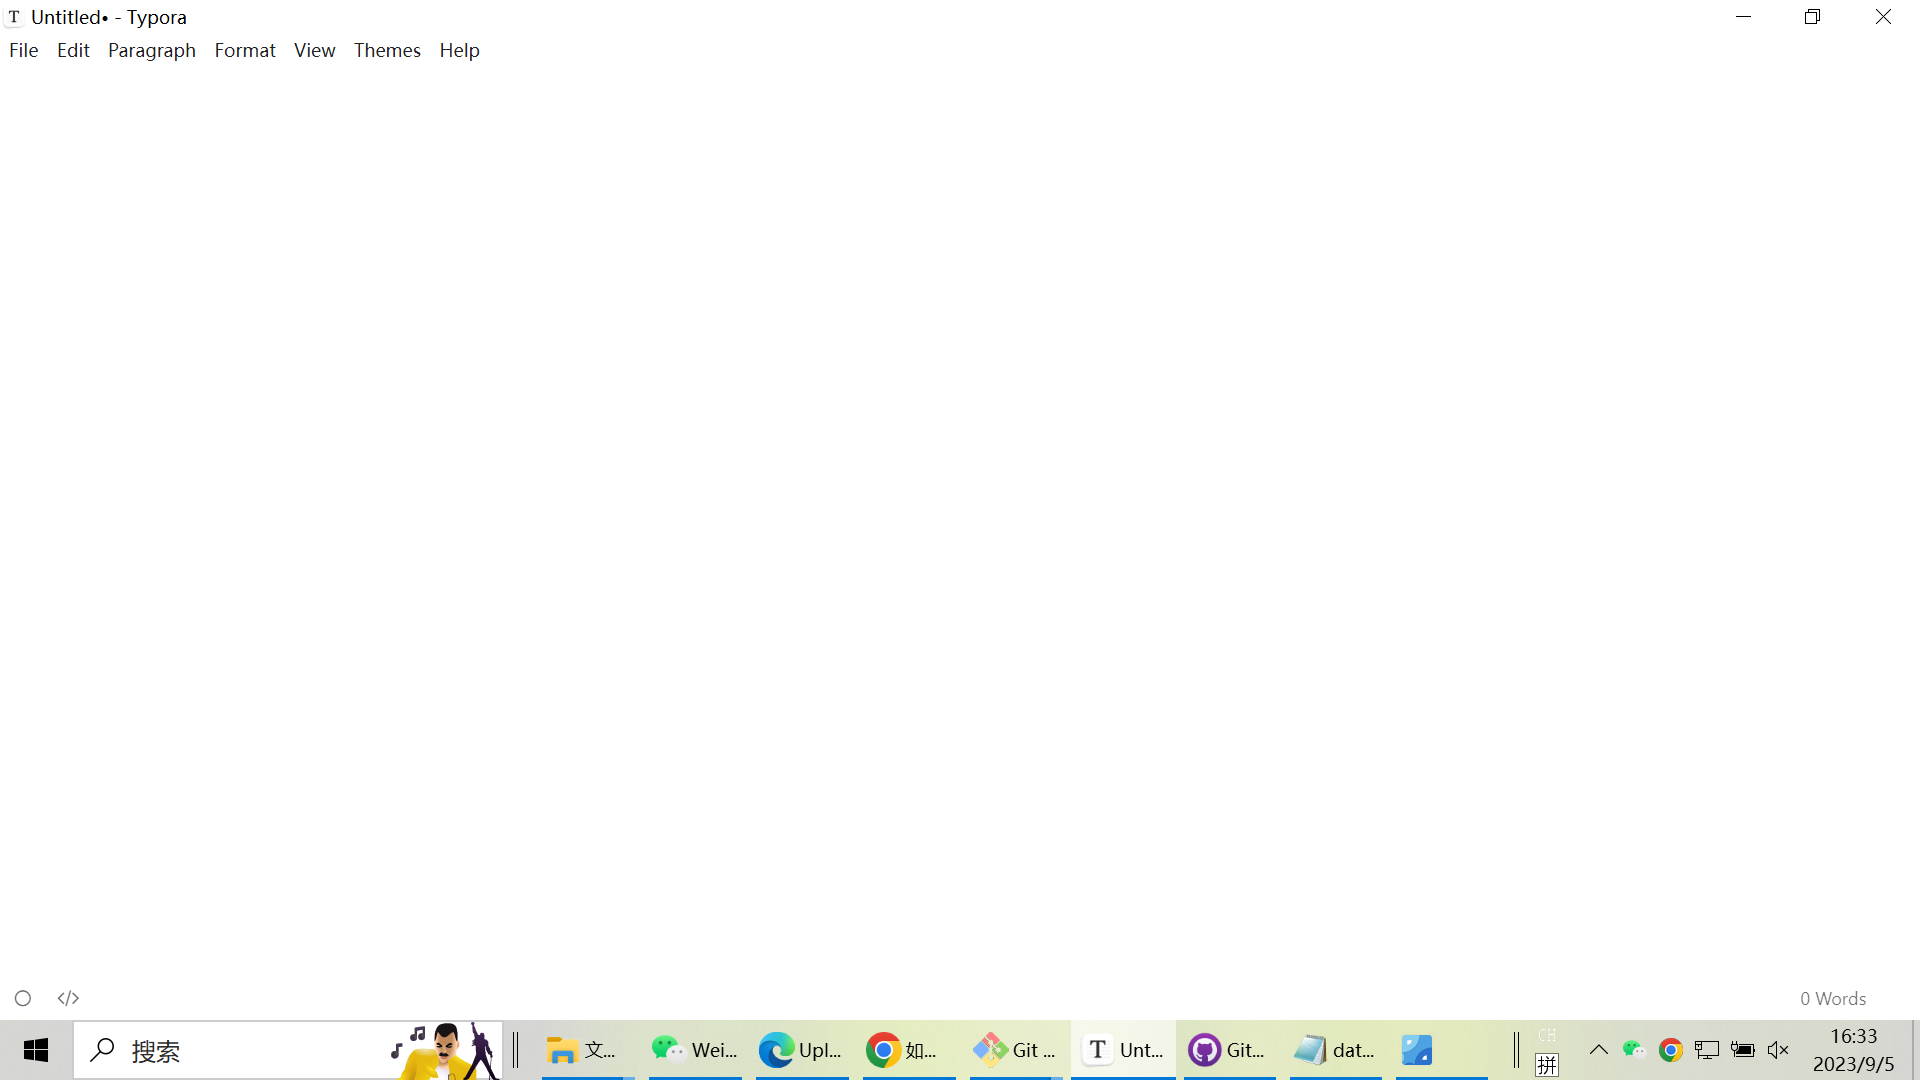 T Untitled• - Typora
File Edit Paragraph Format View Themes Help
</> 0 Words
搜索
文...
Wei...
Upl...
如...
Git ...
T Unt...
Git...
dat...
CH
拼
16:33
2023/9/5